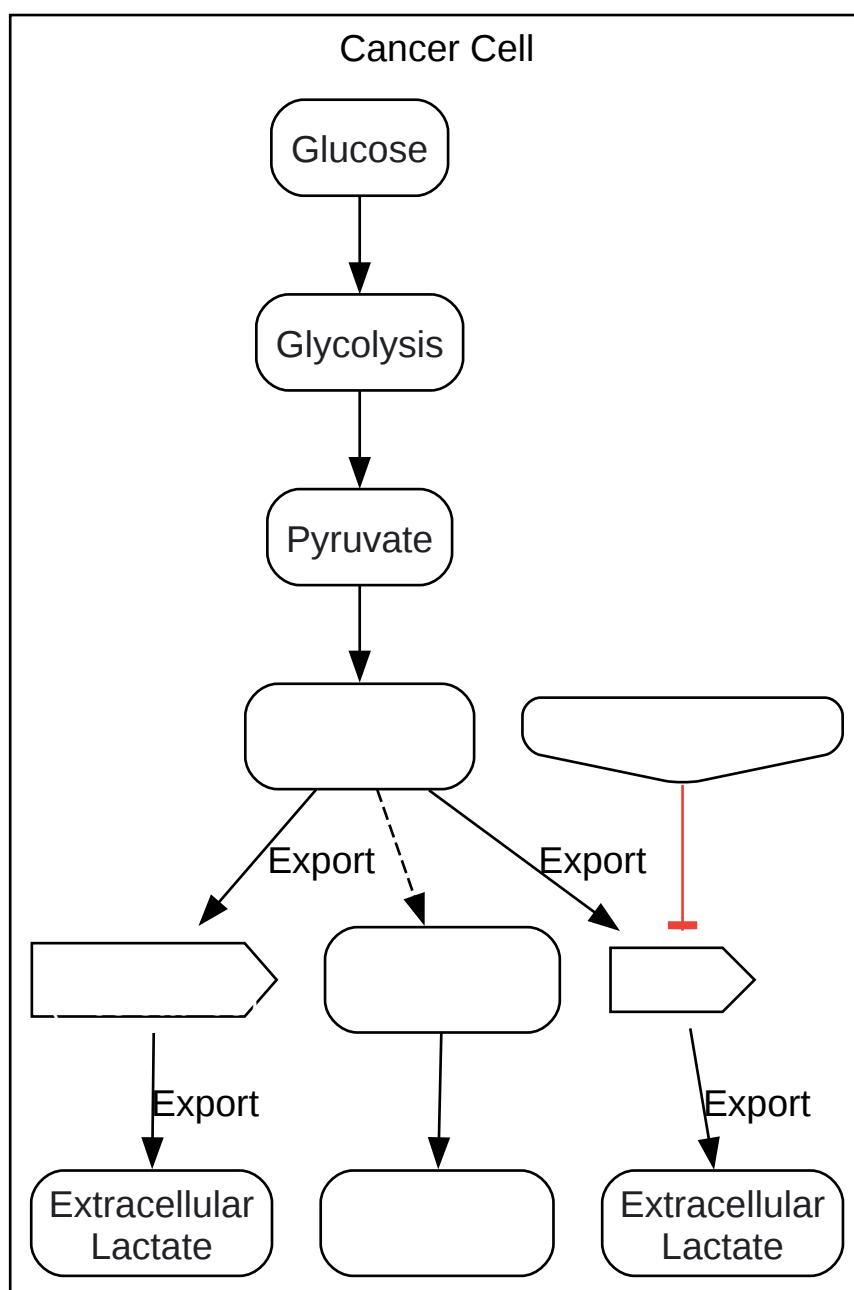 Cancer Cell
Glucose
Glycolysis
Pyruvate
Export
Export
Export
Export
Extracellular
Lactate
Extracellular
Lactate